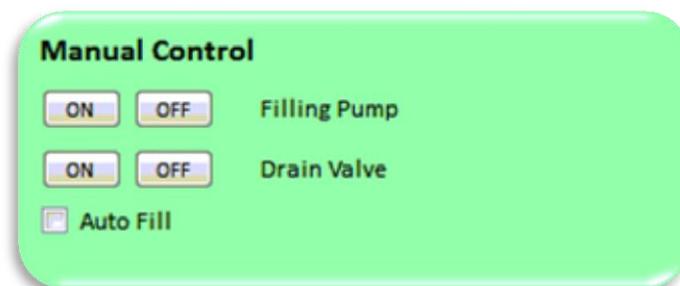 Manual Control
ON OFF Filling Pump
ON OFF Drain Valve
Auto Fill